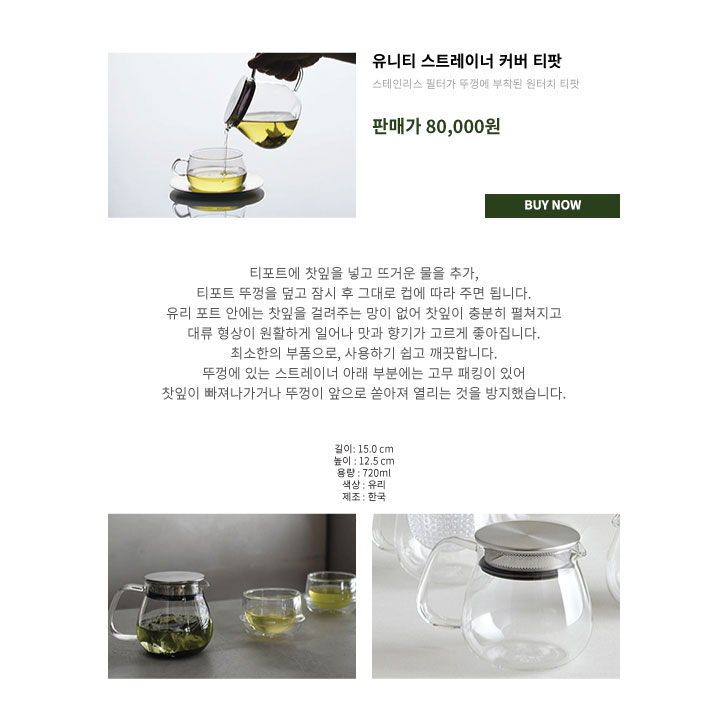 유니티 스트레이너 커버 티팟
스테인리스 필터가 뚜껑에 부착된 원터치 티팟
판매가 80,000원
BUY NOW
티포트에 찻잎을 넣고 뜨거운 물을 추가,
티포트 뚜껑을 덮고 잠시 후 그대로 컵에 따라 주면 됩니다.
유리 포트 안에는 찻잎을 걸려주는 망이 없어 찻잎이 충분히 펼쳐지고
대류 형상이 원활하게 일어나 맛과 향기가 고르게 좋아집니다.
최소한의 부품으로, 사용하기 쉽고 깨끗합니다.
뚜껑에 있는 스트레이너 아래 부분에는 고무 패킹이 있어
찻잎이 빠져나가거나 뚜껑이 앞으로 쏟아져 열리는 것을 방지했습니다.
길이: 15.0 cm
높이 : 12.5 cm
용량 : 720ml
색상 : 유리
제조 : 한국